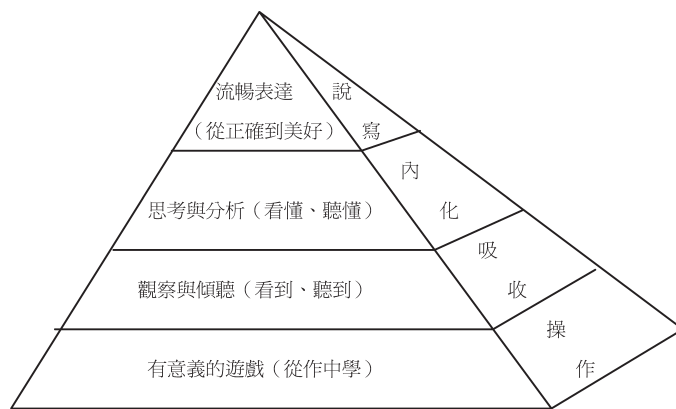 流暢表達
（從正確到美好）
說
寫
思考與分析（看懂、聽懂）
內
化
觀察與傾聽（看到、聽到）
吸
收
有意義的遊戲（從作中學）
操
作